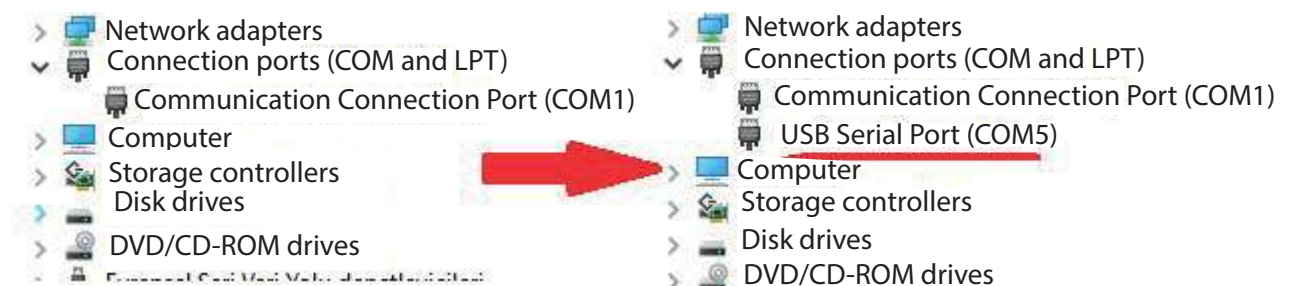 Network adapters
Connection ports (COM and LPT)
Communication Connection Port (COM1)
Computer
Storage controllers
Disk drives
DVD/CD-ROM drives
Network adapters
Connection ports (COM and LPT)
Communication Connection Port (COM1)
USB Serial Port (COM5)
Computer
Storage controllers
Disk drives
DVD/CD-ROM drives